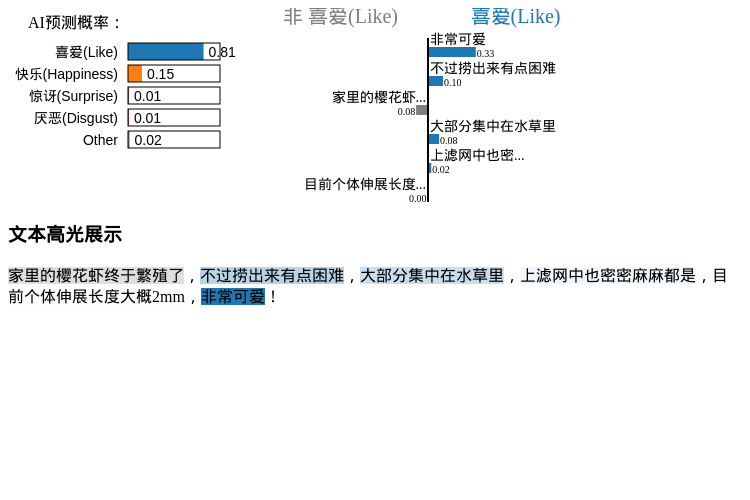 AI预测概率：
喜爱(Like) 0.81
快乐(Happiness) 0.15
惊讶(Surprise) 0.01
厌恶(Disgust) 0.01
Other 0.02
非 喜爱(Like) 喜爱(Like)
非常可爱
0.33
不过捞出来有点困难
0.10
家里的樱花虾...
0.08
大部分集中在水草里
0.08
上滤网中也密...
0.02
目前个体伸展长度...
0.00
文本高光展示
家里的樱花虾终于繁殖了，不过捞出来有点困难，大部分集中在水草里，上滤网中也密密麻麻都是，目
前个体伸展长度大概2mm，非常可爱！